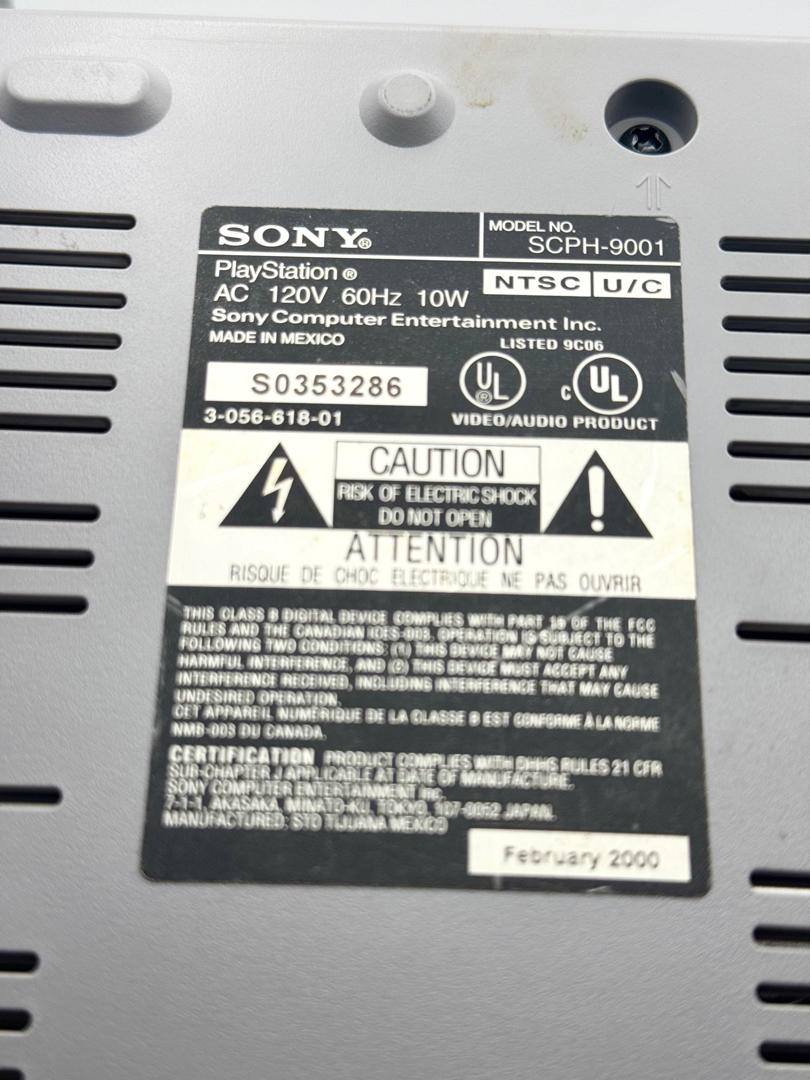 SONY®
MODEL NO.
SCPH-9001
PlayStation ®
NTSC U/C
AC 120V 60Hz 10W
Sony Computer Entertainment Inc.
MADE IN MEXICO
LISTED 9C06
S0353286
UL ®
C UL
3-056-618-01
VIDEO/AUDIO PRODUCT
CAUTION
RISK OF ELECTRIC SHOCK
DO NOT OPEN
ATTENTION
RISQUE DE CHOC ELECTRIQUE NE PAS OUVRIR
THIS CLASS B DIGITAL DEVICE COMPLIES WITH PART 15 OF THE FCC
RULES AND THE CANADIAN ICES-003. OPERATION IS SUBJECT TO THE
FOLLOWING TWO CONDITIONS: (1) THIS DEVICE MAY NOT CAUSE
HARMFUL INTERFERENCE, AND (2) THIS DEVICE MUST ACCEPT ANY
INTERFERENCE RECEIVED, INCLUDING INTERFERENCE THAT MAY CAUSE
UNDESIRED OPERATION.
CET APPAREIL NUMÉRIQUE DE LA CLASSE B EST CONFORME À LA NORME
NMB-003 DU CANADA.
CERTIFICATION PRODUCT COMPLIES WITH DHHS RULES 21 CFR
SUB-CHAPTER J APPLICABLE AT DATE OF MANUFACTURE.
SONY COMPUTER ENTERTAINMENT INC.
7-1-1, AKASAKA, MINATO-KU, TOKYO, 107-0052 JAPAN.
MANUFACTURED: STD TIJUANA MEXICO
February 2000